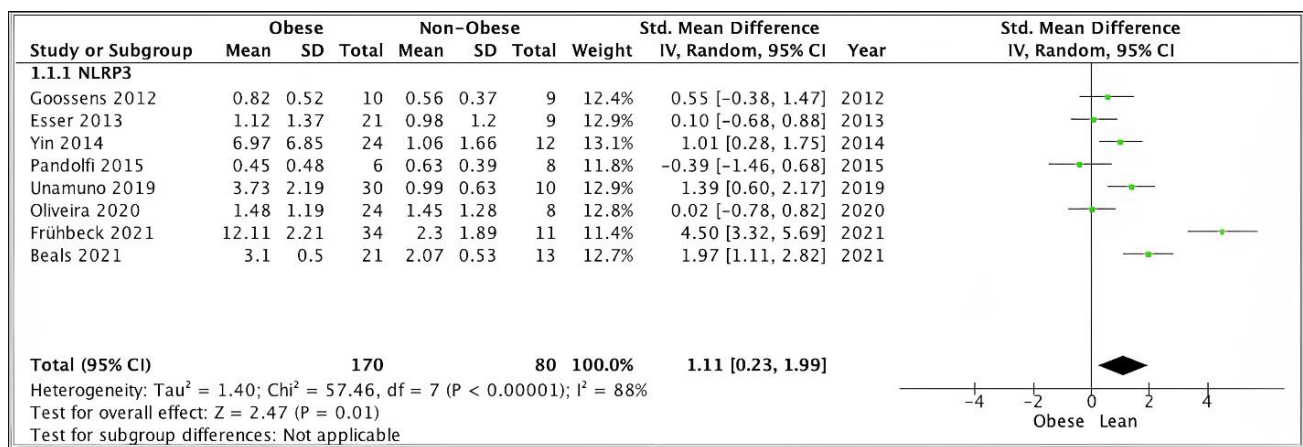 Obese Non-Obese Std. Mean Difference Std. Mean Difference
Study or Subgroup Mean SD Total Mean SD Total Weight IV, Random, 95% CI Year IV, Random, 95% CI
1.1.1 NLRP3
Goossens 2012 0.82 0.52 10 0.56 0.37 9 12.4% 0.55 [-0.38, 1.47] 2012
Esser 2013 1.12 1.37 21 0.98 1.2 9 12.9% 0.10 [-0.68, 0.88] 2013
Yin 2014 6.97 6.85 24 1.06 1.66 12 13.1% 1.01 [0.28, 1.75] 2014
Pandolfi 2015 0.45 0.48 6 0.63 0.39 8 11.8% -0.39 [-1.46, 0.68] 2015
Unamuno 2019 3.73 2.19 30 0.99 0.63 10 12.9% 1.39 [0.60, 2.17] 2019
Oliveira 2020 1.48 1.19 24 1.45 1.28 8 12.8% 0.02 [-0.78, 0.82] 2020
Frühbeck 2021 12.11 2.21 34 2.3 1.89 11 11.4% 4.50 [3.32, 5.69] 2021
Beals 2021 3.1 0.5 21 2.07 0.53 13 12.7% 1.97 [1.11, 2.82] 2021
Total (95% CI) 170 80 100.0% 1.11 [0.23, 1.99]
Heterogeneity: Tau² = 1.40; Chi² = 57.46, df = 7 (P < 0.00001); I² = 88%
Test for overall effect: Z = 2.47 (P = 0.01)
Test for subgroup differences: Not applicable
-4 -2 0 2 4
Obese Lean